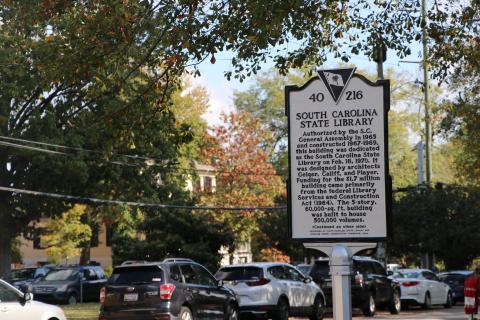 40 216
SOUTH CAROLINA
STATE LIBRARY
Authorized by the S.C.
General Assembly in 1965
and constructed 1967-1969,
this building was dedicated
as the South Carolina State
Library on Feb. 18, 1970. It
was designed by architects
Geiger, Califf, and Player.
Funding for the $1.7 million
building came primarily
from the federal Library
Services and Construction
Act (1964). The 5-story,
60,000-sq. ft. building
was built to house
300,000 volumes.
(Continued on other side)